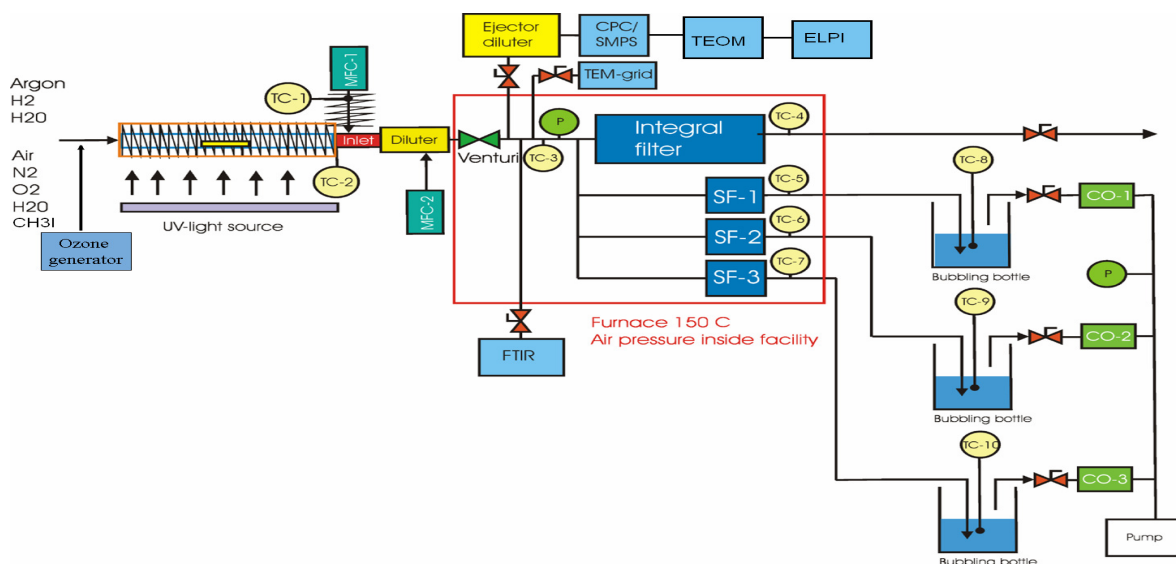 Ejector
diluter
CPC/
SMPS
TEOM
ELPI
TEM-grid
MFC-1
TC-1
Argon
H2
H20
Air
N2
O2
H2O
CH3I
Ozone
generator
UV-light source
TC-2
Inlet
Diluter
MFC-2
Venturi
P
TC-3
Integral
filter
TC-4
SF-1
TC-5
SF-2
TC-6
SF-3
TC-7
Furnace 150 C
Air pressure inside facility
FTIR
TC-8
Bubbling bottle
CO-1
P
TC-9
Bubbling bottle
CO-2
TC-10
Bubbling bottle
CO-3
Pump